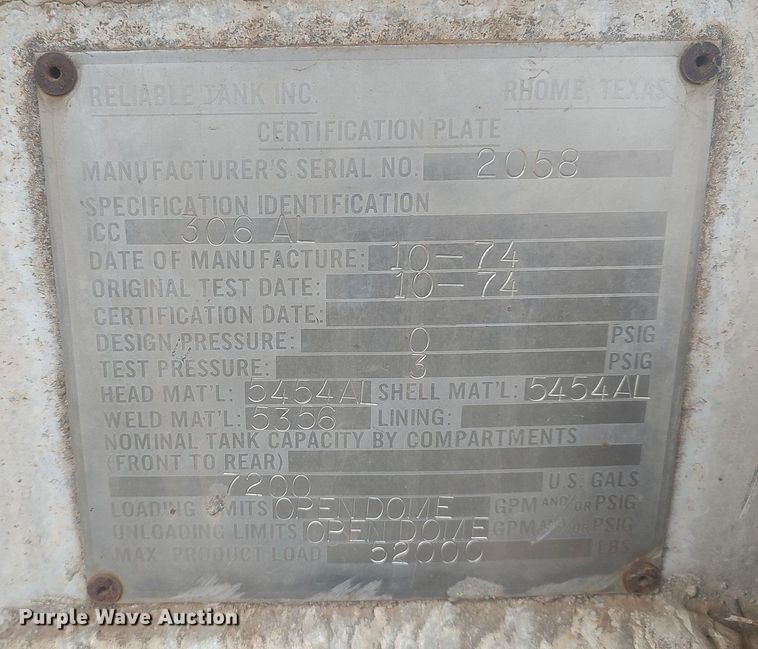 RELIABLE TANK INC. RHOME, TEXAS
CERTIFICATION PLATE
MANUFACTURER'S SERIAL NO. 2058
SPECIFICATION IDENTIFICATION
ICC 306 AL
DATE OF MANUFACTURE: 10-74
ORIGINAL TEST DATE: 10-74
CERTIFICATION DATE:
DESIGN PRESSURE: 0 PSIG
TEST PRESSURE: 3 PSIG
HEAD MAT'L: 5454AL SHELL MAT'L: 5454AL
WELD MAT'L: 5356 LINING:
NOMINAL TANK CAPACITY BY COMPARTMENTS
(FRONT TO REAR)
7200 U.S. GALS
LOADING LIMITS OPEN DOME GPM AND/OR PSIG
UNLOADING LIMITS OPEN DOME GPM AND/OR PSIG
MAX. PRODUCT LOAD 52000 LBS.
Purple Wave Auction